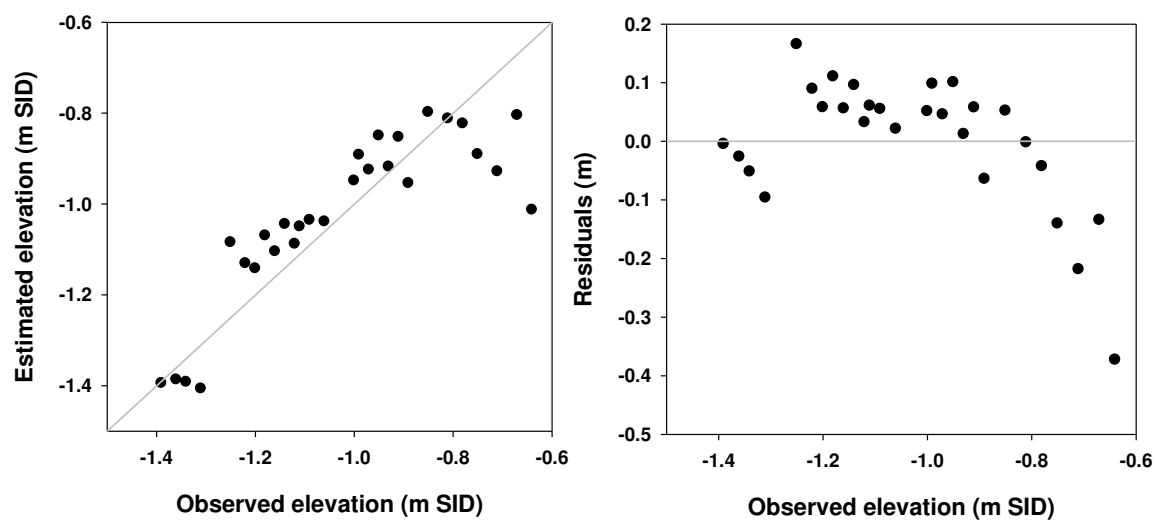 Estimated elevation (m SID)
-0.6
-0.8
-1.0
-1.2
-1.4
-1.4 -1.2 -1.0 -0.8 -0.6
Observed elevation (m SID)
Residuals (m)
0.2
0.1
0.0
-0.1
-0.2
-0.3
-0.4
-0.5
-1.4 -1.2 -1.0 -0.8 -0.6
Observed elevation (m SID)